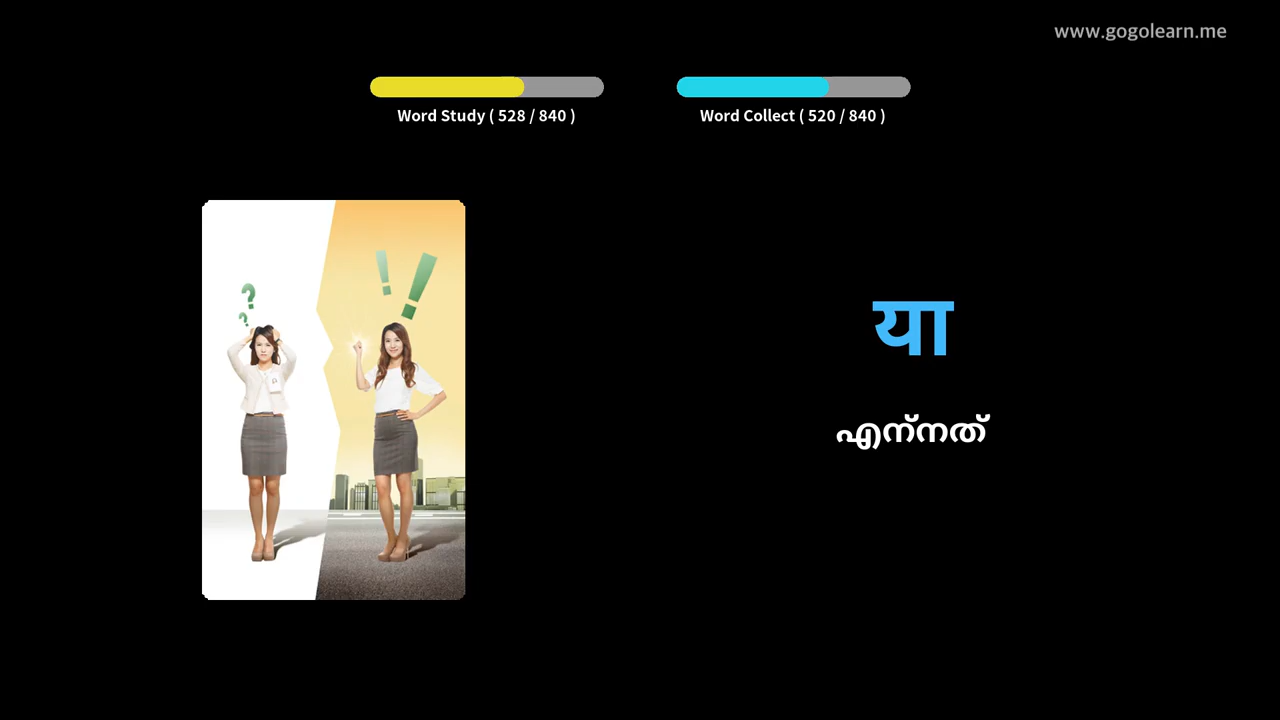 www.gogolearn.me
Word Study ( 528 / 840 )
Word Collect ( 520 / 840 )
? !!
?
या
എന്നത്